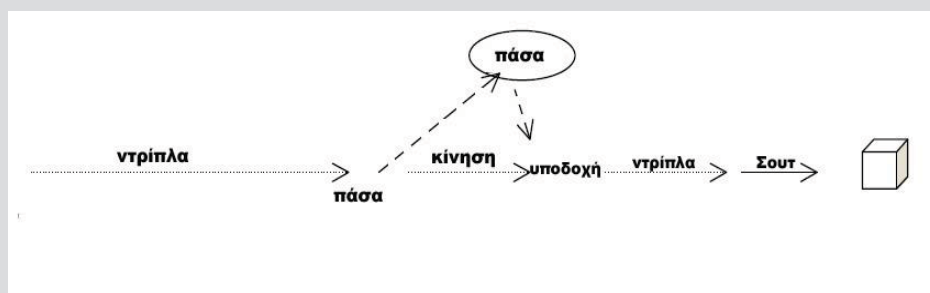 πάσα
ντρίπλα
κίνηση
υποδοχή
ντρίπλα
Σουτ
πάσα